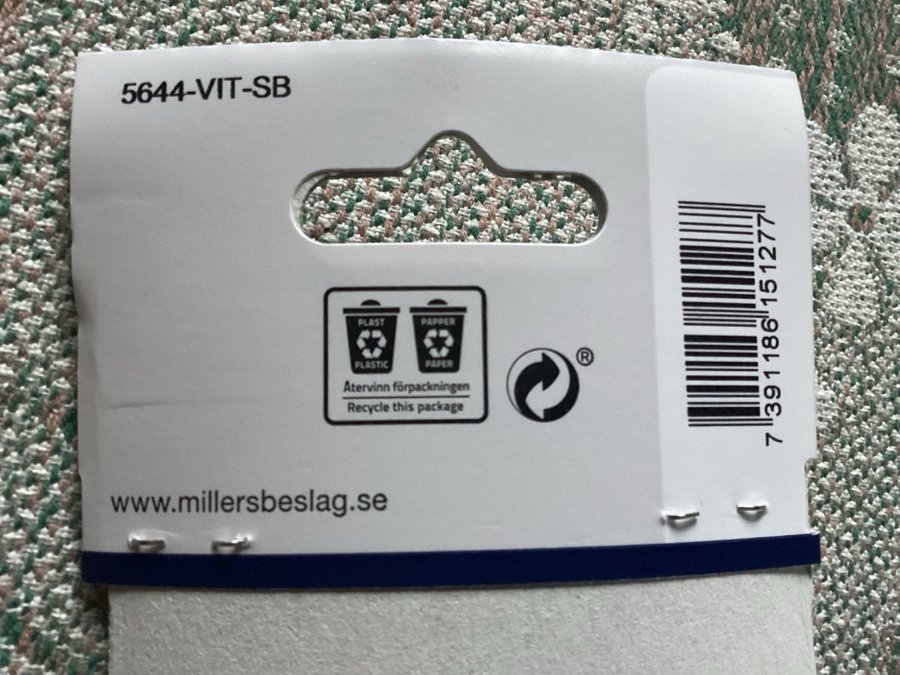 5644-VIT-SB
PLAST
PLASTIC
PAPPER
PAPER
Återvinn förpackningen
Recycle this package
®
www.millersbeslag.se
7 391186 151277